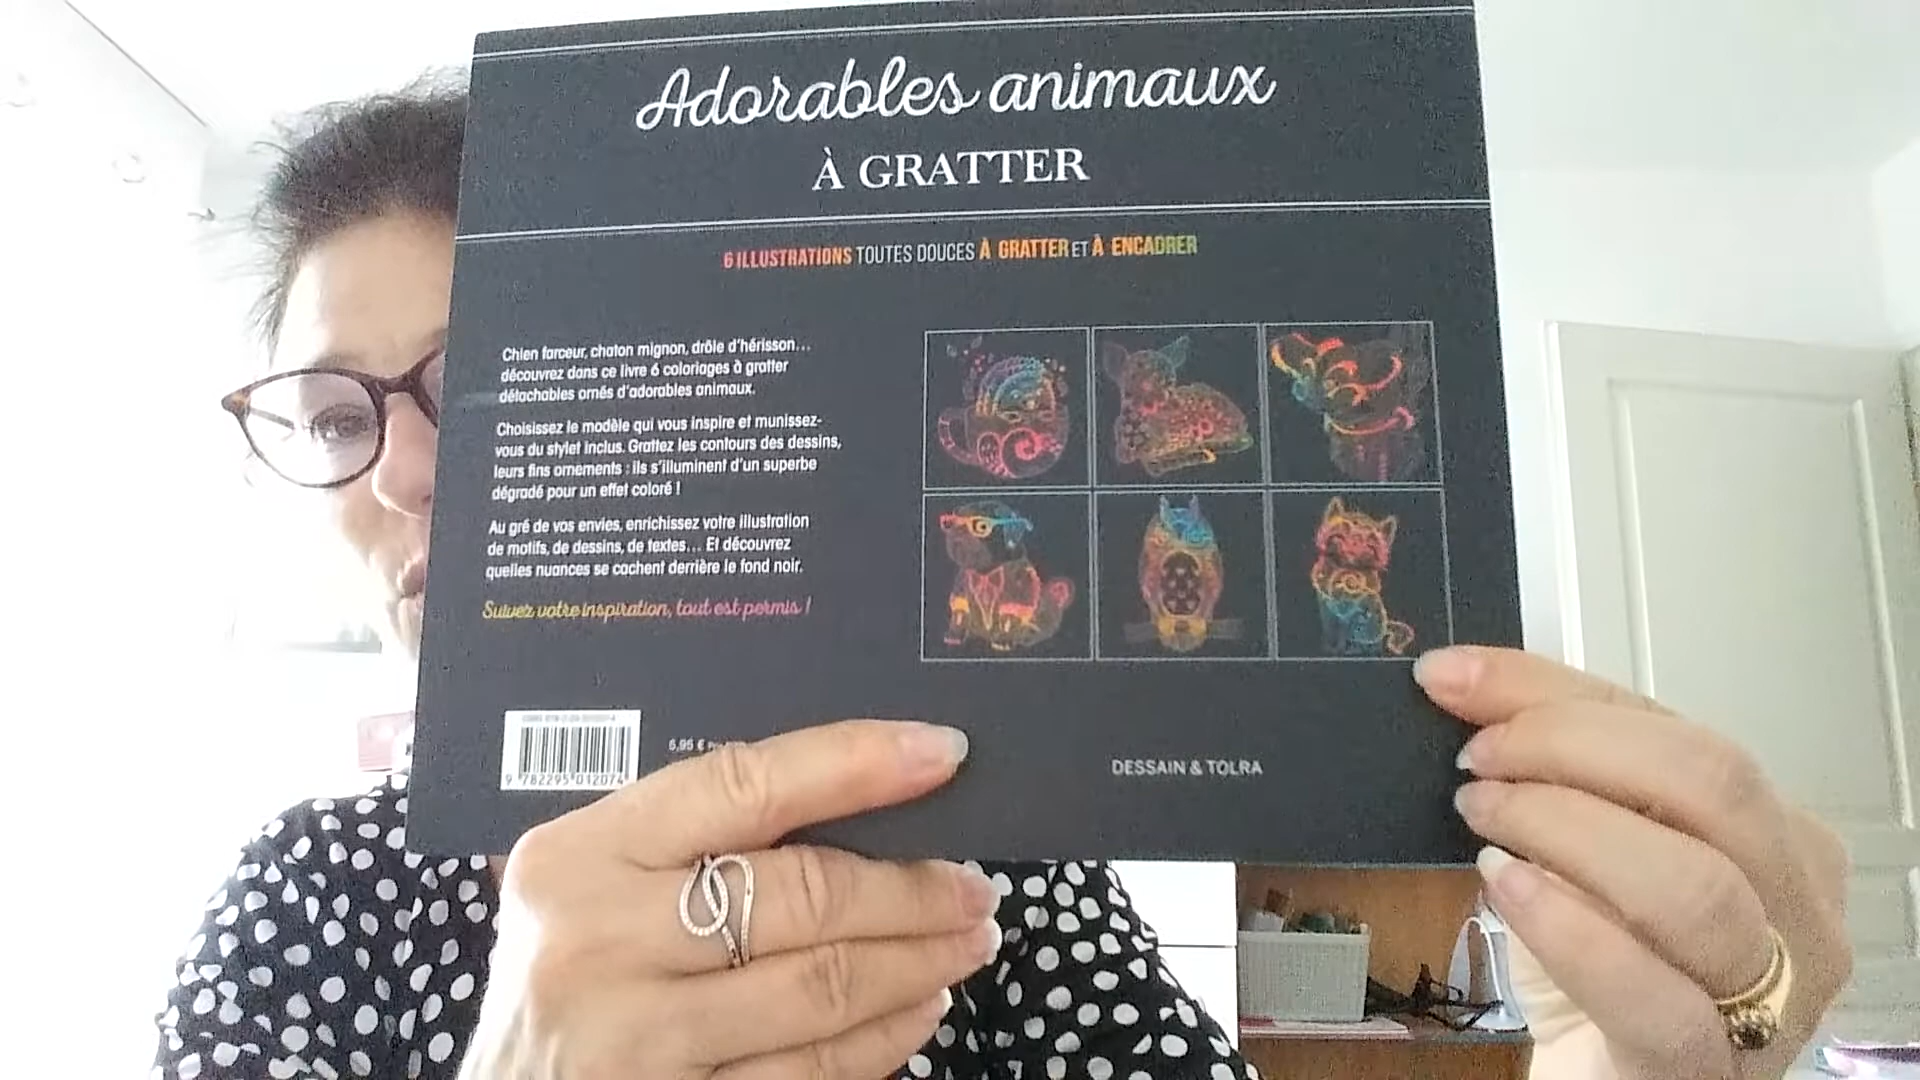 Adorables animaux
À GRATTER
6 ILLUSTRATIONS TOUTES DOUCES À GRATTER ET À ENCADRER
Chien farceur, chaton mignon, drôle d'hérisson...
découvrez dans ce livre 6 coloriages à gratter
détachables ornés d'adorables animaux.
Choisissez le modèle qui vous inspire et munissez-
vous du stylet inclus. Grattez les contours des dessins,
leurs fins ornements : ils s'illuminent d'un superbe
dégradé pour un effet coloré !
Au gré de vos envies, enrichissez votre illustration
de motifs, de dessins, de textes... Et découvrez
quelles nuances se cachent derrière le fond noir.
Suivez votre inspiration, tout est permis !
9 782295 012074
6,95 €
DESSAIN & TOLRA